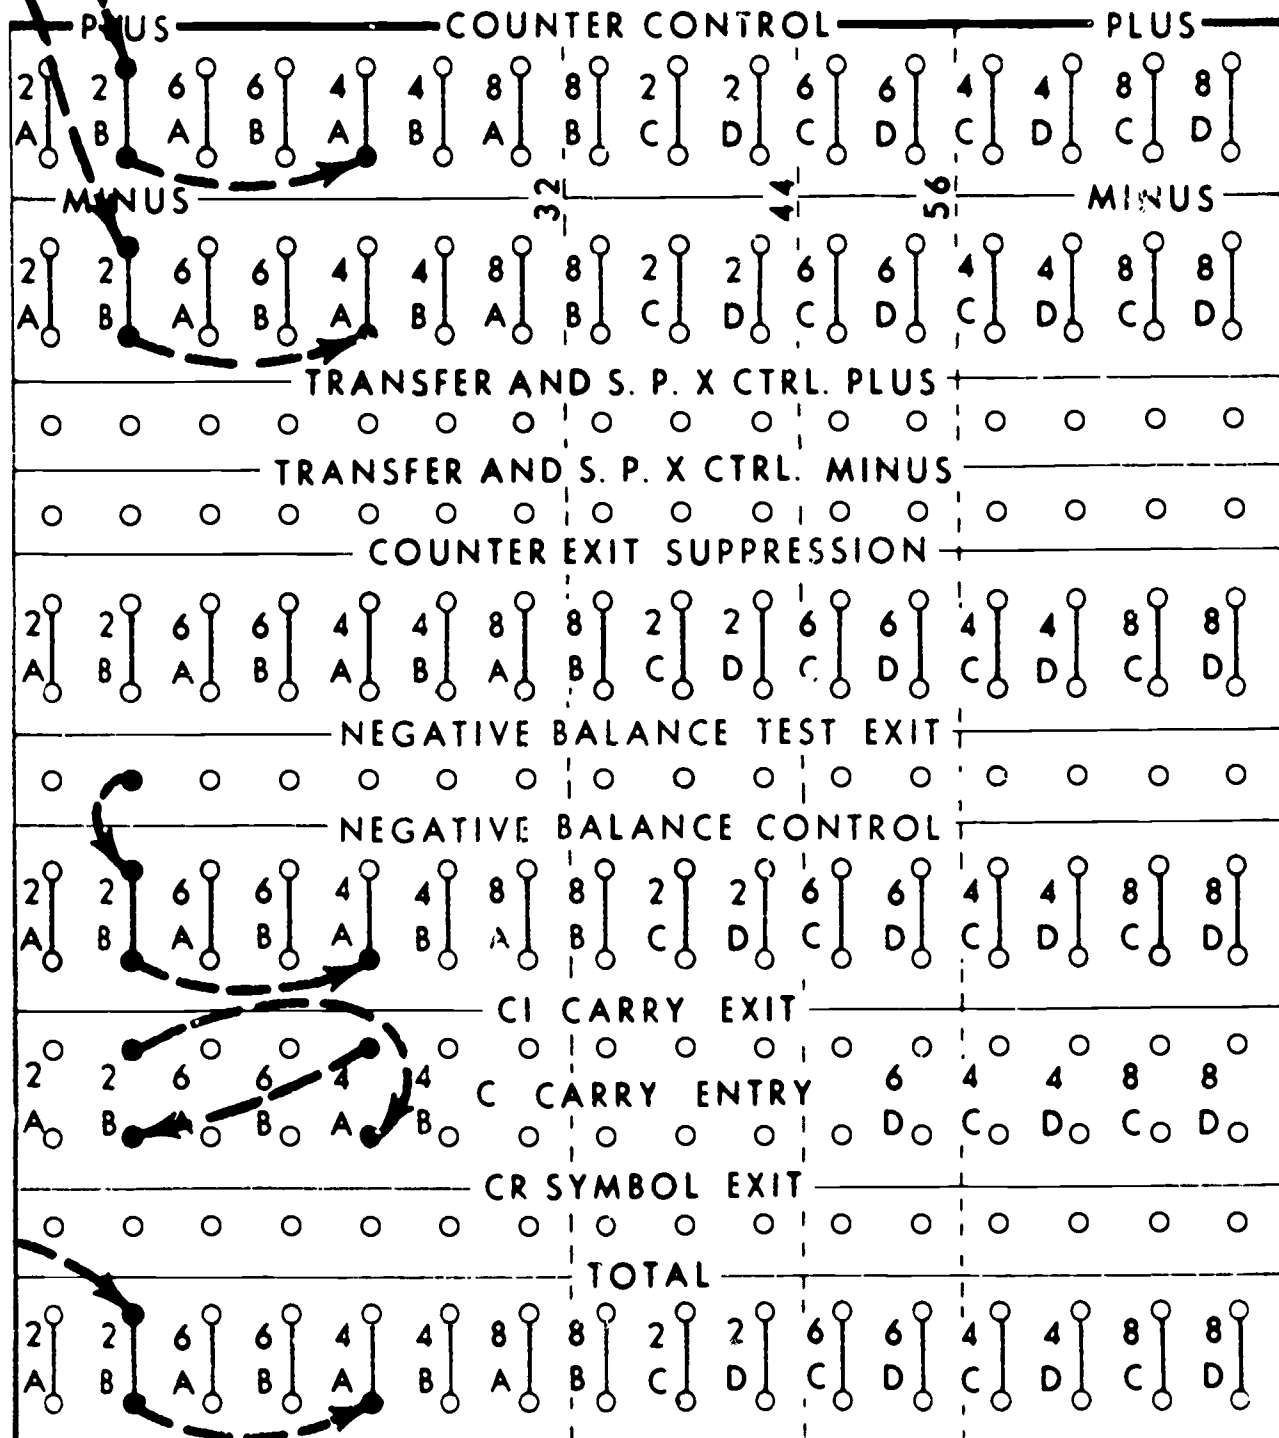 PLUS COUNTER CONTROL PLUS
2 2 6 6 4 4 8 8 2 2 6 6 4 4 8 8
A B A B A B A B C D C D C D C D
MINUS 32 44 56 MINUS
2 2 6 6 4 4 8 8 2 2 6 6 4 4 8 8
A B A B A B A B C D C D C D C D
TRANSFER AND S. P. X CTRL. PLUS
TRANSFER AND S. P. X CTRL. MINUS
COUNTER EXIT SUPPRESSION
2 2 6 6 4 4 8 8 2 2 6 6 4 4 8 8
A B A B A B A B C D C D C D C D
NEGATIVE BALANCE TEST EXIT
NEGATIVE BALANCE CONTROL
2 2 6 6 4 4 8 8 2 2 6 6 4 4 8 8
A B A B A B A B C D C D C D C D
CI CARRY EXIT
2 2 6 6 4 4 C CARRY ENTRY 6 4 4 8 8
A B A B A B D C D C D
CR SYMBOL EXIT
TOTAL
2 2 6 6 4 4 8 8 2 2 6 6 4 4 8 8
A B A B A B A B C D C D C D C D